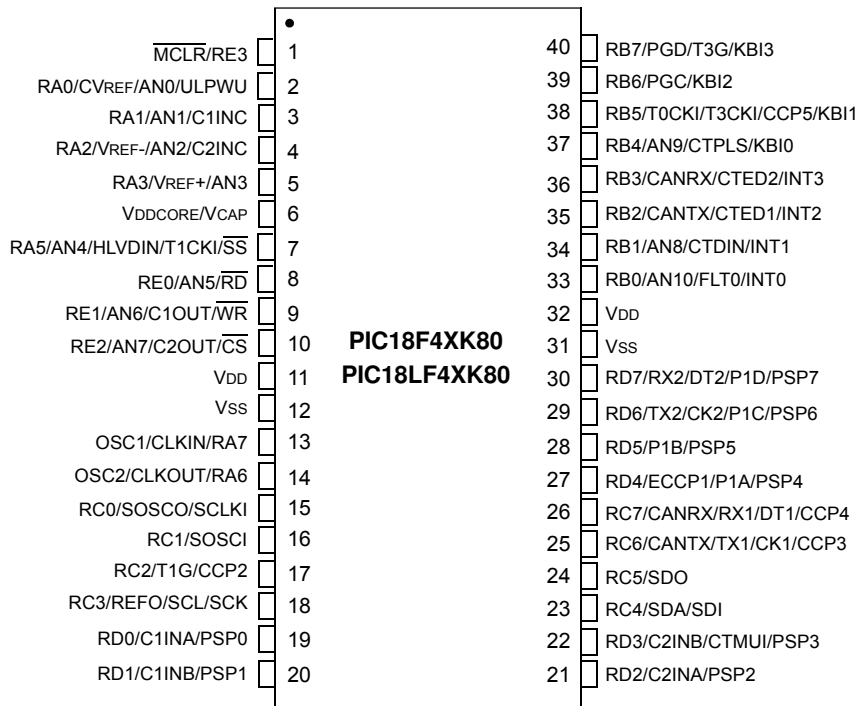 MCLR/RE3 1 40 RB7/PGD/T3G/KBI3
RA0/CVREF/AN0/ULPWU 2 39 RB6/PGC/KBI2
RA1/AN1/C1INC 3 38 RB5/T0CKI/T3CKI/CCP5/KBI1
RA2/VREF-/AN2/C2INC 4 37 RB4/AN9/CTPLS/KBI0
RA3/VREF+/AN3 5 36 RB3/CANRX/CTED2/INT3
VDDCORE/VCAP 6 35 RB2/CANTX/CTED1/INT2
RA5/AN4/HLVDIN/T1CKI/SS 7 34 RB1/AN8/CTDIN/INT1
RE0/AN5/RD 8 33 RB0/AN10/FLT0/INT0
RE1/AN6/C1OUT/WR 9 32 VDD
RE2/AN7/C2OUT/CS 10 PIC18F4XK80 31 VSS
VDD 11 PIC18LF4XK80 30 RD7/RX2/DT2/P1D/PSP7
VSS 12 29 RD6/TX2/CK2/P1C/PSP6
OSC1/CLKIN/RA7 13 28 RD5/P1B/PSP5
OSC2/CLKOUT/RA6 14 27 RD4/ECCP1/P1A/PSP4
RC0/SOSCO/SCLKI 15 26 RC7/CANRX/RX1/DT1/CCP4
RC1/SOSCI 16 25 RC6/CANTX/TX1/CK1/CCP3
RC2/T1G/CCP2 17 24 RC5/SDO
RC3/REFO/SCL/SCK 18 23 RC4/SDA/SDI
RD0/C1INA/PSP0 19 22 RD3/C2INB/CTMUI/PSP3
RD1/C1INB/PSP1 20 21 RD2/C2INA/PSP2